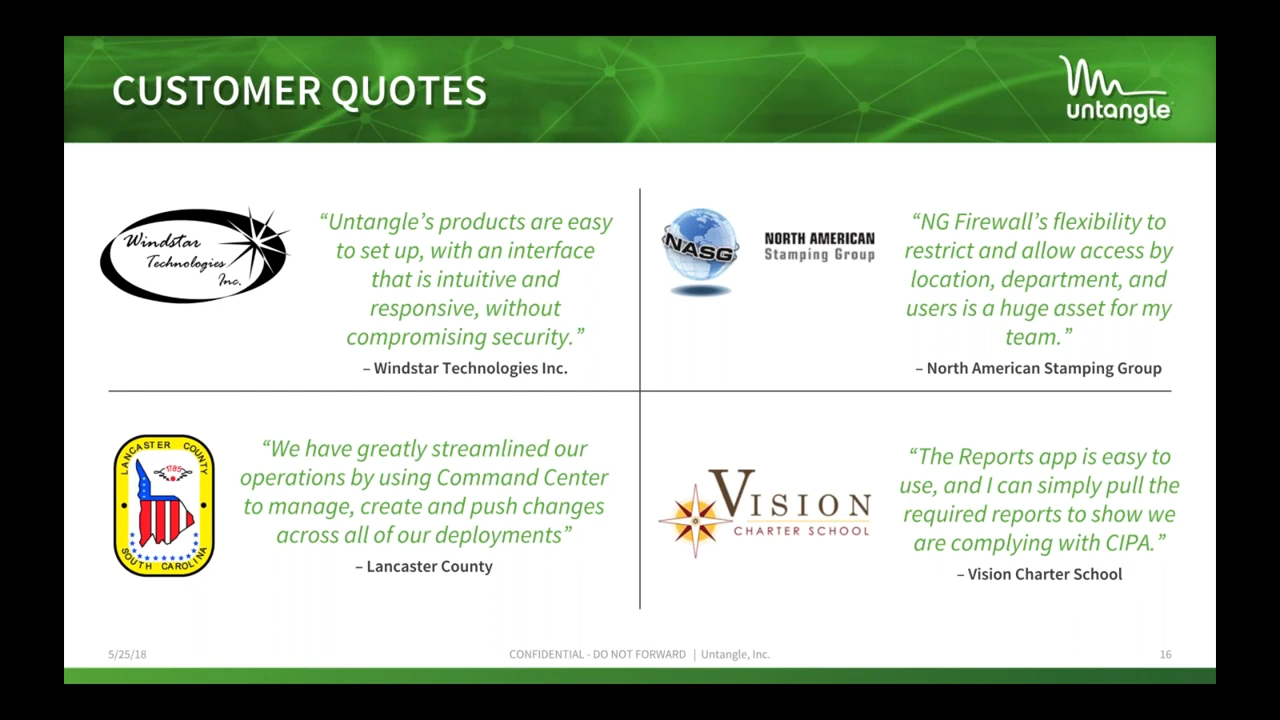 CUSTOMER QUOTES
untangle
Windstar
Technologies
Inc.
“Untangle’s products are easy
to set up, with an interface
that is intuitive and
responsive, without
compromising security.”
– Windstar Technologies Inc.
NASG
NORTH AMERICAN
Stamping Group
“NG Firewall’s flexibility to
restrict and allow access by
location, department, and
users is a huge asset for my
team.”
– North American Stamping Group
LANCASTER COUNTY
1785
SOUTH CAROLINA
“We have greatly streamlined our
operations by using Command Center
to manage, create and push changes
across all of our deployments”
– Lancaster County
VISION
CHARTER SCHOOL
“The Reports app is easy to
use, and I can simply pull the
required reports to show we
are complying with CIPA.”
– Vision Charter School
5/25/18
CONFIDENTIAL - DO NOT FORWARD | Untangle, Inc.
16